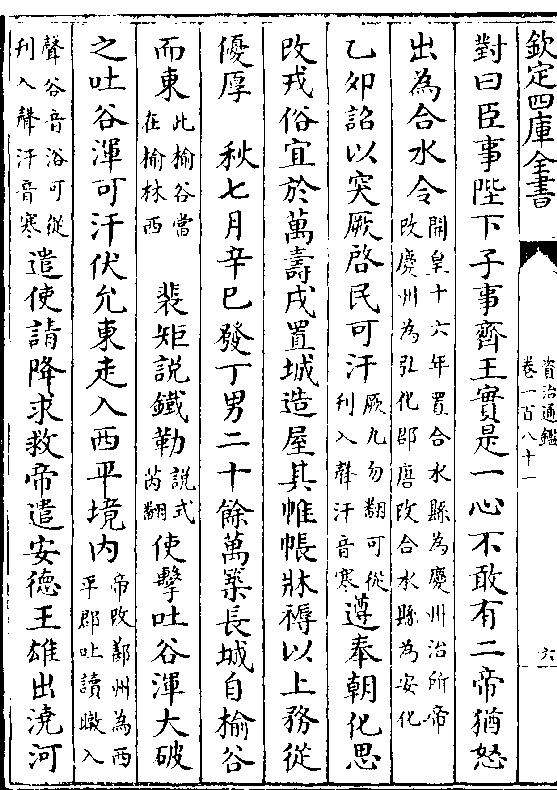 欽定四庫全書
資治通鑑
卷一百八十一
六
對曰臣事陛下子事齊王實是一心不敢有二帝猶怒
出為合水令開皇十六年置合水縣為慶州治所帝
改慶州為弘化郡唐改合水縣為安化
乙卯詔以突厥啓民可汗厥九勿翻可從
刋入聲汗音寒遵奉朝化思
改戎俗宜於萬壽戍置城造屋其帷帳牀褥以上務從
優厚　秋七月辛巳發丁男二十餘萬築長城自榆谷
而東此榆谷當
在榆林西　裴矩說鐵勒說式
芮翻使擊吐谷渾大破
之吐谷渾可汗伏允東走入西平境內帝改鄯州為西
平郡吐讀暾入
聲谷音浴可從
刋入聲汗音寒遣使請降求救帝遣安德王雄出澆河